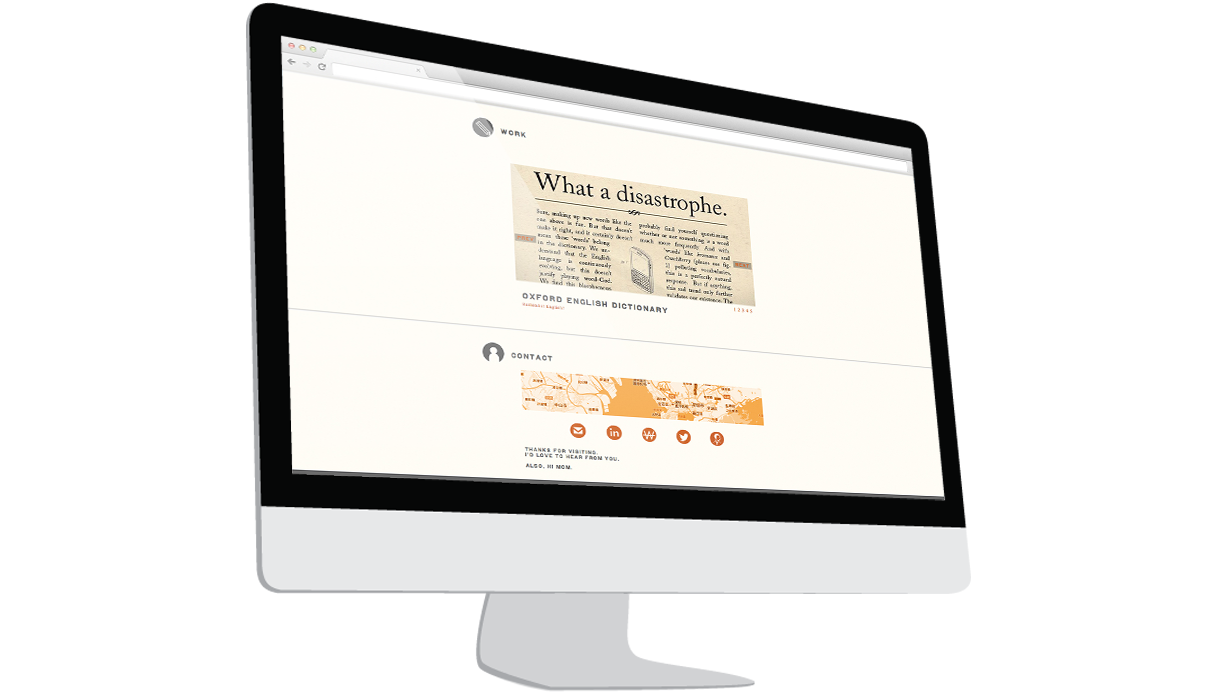 WORK
What a disastrophe.
Sure, making up new words like the
one above is fun. But that doesn't
make it right, and it certainly doesn't
mean those 'words' belong
in the dictionary. We un-
derstand that the English
language is continuously
evolving, but this doesn't
justify playing word-God.
We find this blasphemous
probably find yourself questioning
whether or not something is a word
much more frequently. And with
'words' like bromance and
Crackberry (please see fig.
1) polluting vocabularies,
this is a perfectly natural
response. But if anything,
this sad trend only further
validates our existence. The
OXFORD ENGLISH DICTIONARY
1 2 3 4 5
CONTACT
in
W
THANKS FOR VISITING.
I'D LOVE TO HEAR FROM YOU.
ALSO, HI MOM.